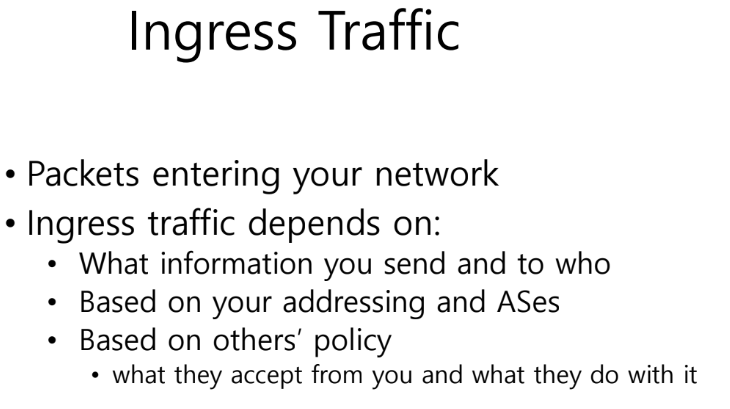 Ingress Traffic
• Packets entering your network
• Ingress traffic depends on:
• What information you send and to who
• Based on your addressing and ASes
• Based on others’ policy
• what they accept from you and what they do with it